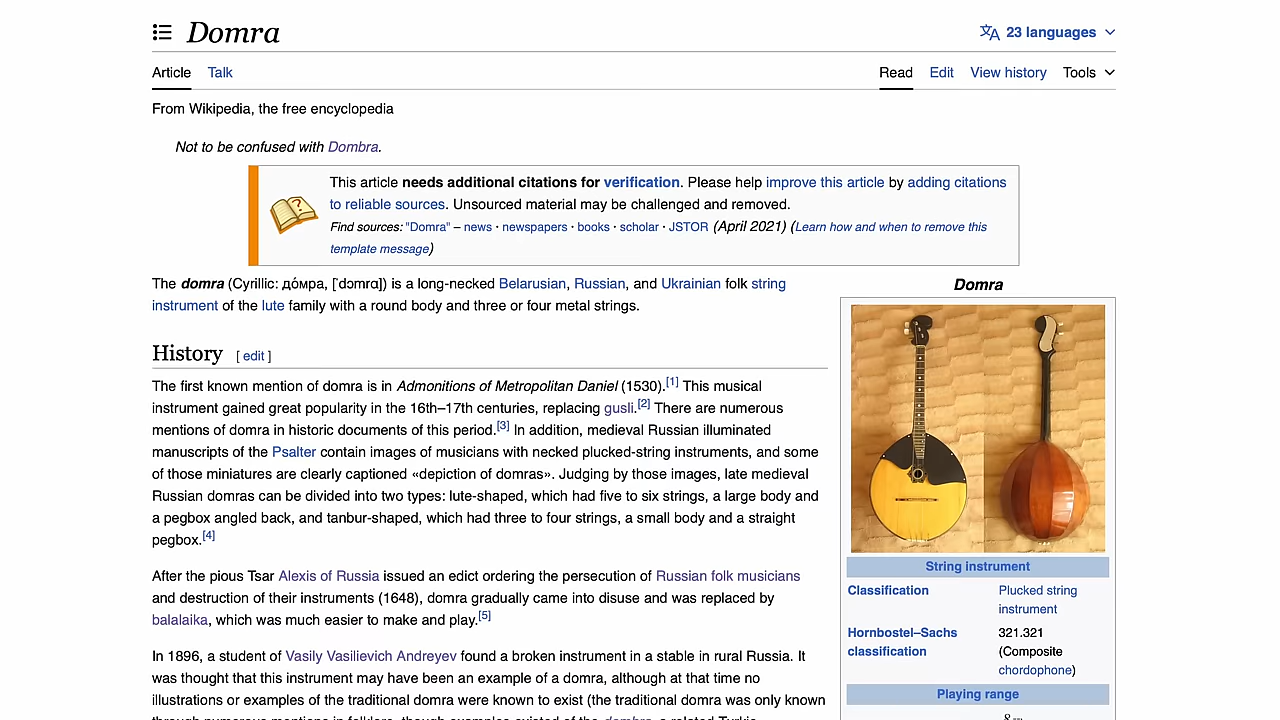 Domra
23 languages
Article Talk Read Edit View history Tools
From Wikipedia, the free encyclopedia
Not to be confused with Dombra.
This article needs additional citations for verification. Please help improve this article by adding citations
to reliable sources. Unsourced material may be challenged and removed.
Find sources: "Domra" – news · newspapers · books · scholar · JSTOR (April 2021) (Learn how and when to remove this
template message)
The domra (Cyrillic: до́мра, [ˈdɔmrɑ]) is a long-necked Belarusian, Russian, and Ukrainian folk string
instrument of the lute family with a round body and three or four metal strings.
History [ edit ]
The first known mention of domra is in Admonitions of Metropolitan Daniel (1530).[1] This musical
instrument gained great popularity in the 16th–17th centuries, replacing gusli.[2] There are numerous
mentions of domra in historic documents of this period.[3] In addition, medieval Russian illuminated
manuscripts of the Psalter contain images of musicians with necked plucked-string instruments, and some
of those miniatures are clearly captioned «depiction of domras». Judging by those images, late medieval
Russian domras can be divided into two types: lute-shaped, which had five to six strings, a large body and
a pegbox angled back, and tanbur-shaped, which had three to four strings, a small body and a straight
pegbox.[4]
After the pious Tsar Alexis of Russia issued an edict ordering the persecution of Russian folk musicians
and destruction of their instruments (1648), domra gradually came into disuse and was replaced by
balalaika, which was much easier to make and play.[5]
In 1896, a student of Vasily Vasilievich Andreyev found a broken instrument in a stable in rural Russia. It
was thought that this instrument may have been an example of a domra, although at that time no
illustrations or examples of the traditional domra were known to exist (the traditional domra was only known
through numerous mentions in folklore, though examples existed of the dombra, a related Turkic
Domra
String instrument
Classification Plucked string
instrument
Hornbostel–Sachs 321.321
classification (Composite
chordophone)
Playing range